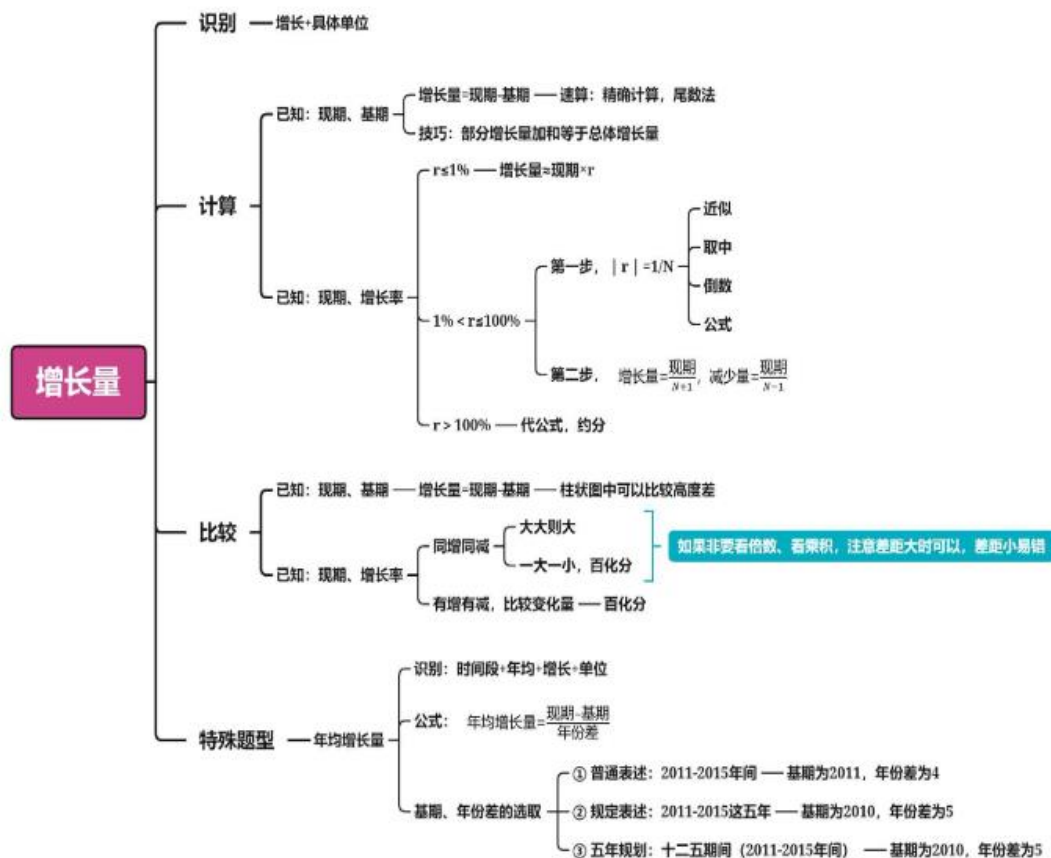 增长量
识别
增长+具体单位
计算
已知：现期、基期
增长量=现期-基期
速算：精确计算，尾数法
技巧：部分增长量加和等于总体增长量
已知：现期、增长率
r≤1%
增长量≈现期×r
1%＜r≤100%
第一步，｜r｜=1/N
近似
取中
倒数
公式
第二步， 增长量=现期/N+1，减少量=现期/N−1
r＞100%
代公式，约分
比较
已知：现期、基期
增长量=现期-基期
柱状图中可以比较高度差
已知：现期、增长率
同增同减
大大则大
一大一小，百化分
如果非要看倍数、看乘积，注意差距大时可以，差距小易错
有增有减，比较变化量
百化分
特殊题型
年均增长量
识别：时间段+年均+增长+单位
公式： 年均增长量=现期-基期/年份差
基期、年份差的选取
① 普通表述：2011-2015年间
基期为2011，年份差为4
② 规定表述：2011-2015这五年
基期为2010，年份差为5
③ 五年规划：十二五期间（2011-2015年间）
基期为2010，年份差为5